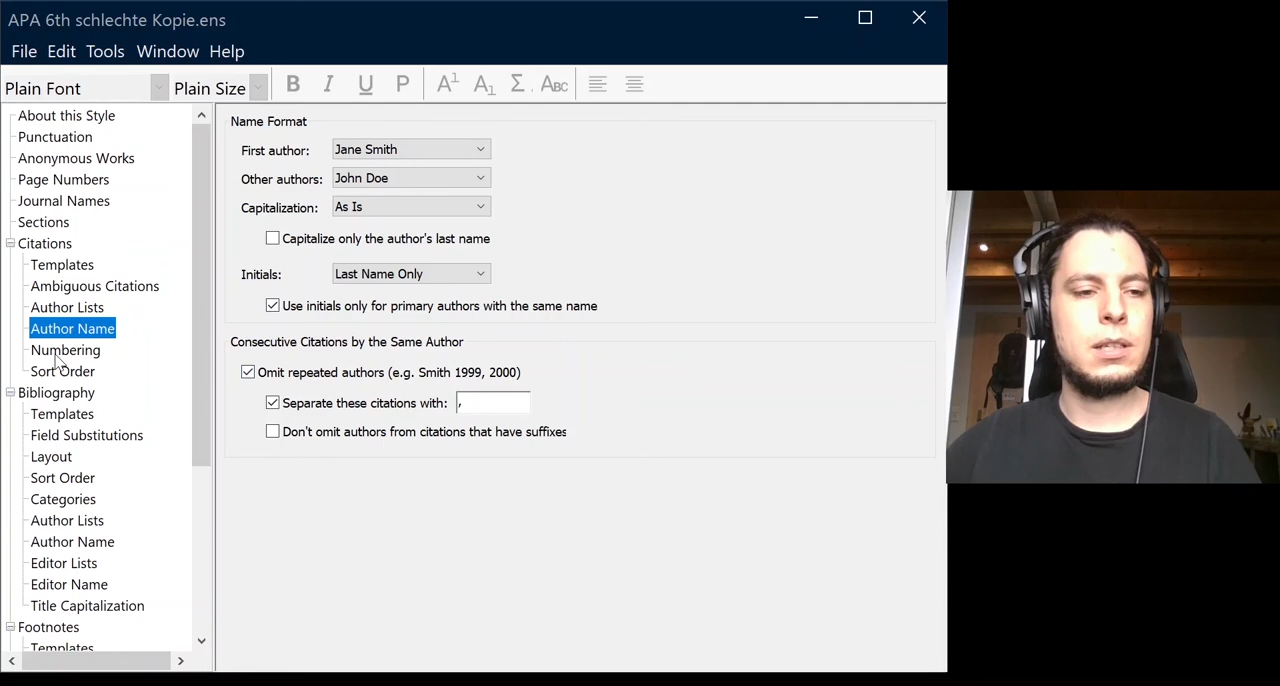 APA 6th schlechte Kopie.ens
File Edit Tools Window Help
Plain Font Plain Size B I U P A1 A1 Σ ABC
About this Style
Punctuation
Anonymous Works
Page Numbers
Journal Names
Sections
Citations
Templates
Ambiguous Citations
Author Lists
Author Name
Numbering
Sort Order
Bibliography
Templates
Field Substitutions
Layout
Sort Order
Categories
Author Lists
Author Name
Editor Lists
Editor Name
Title Capitalization
Footnotes
Templates
Name Format
First author: Jane Smith
Other authors: John Doe
Capitalization: As Is
Capitalize only the author's last name
Initials: Last Name Only
Use initials only for primary authors with the same name
Consecutive Citations by the Same Author
Omit repeated authors (e.g. Smith 1999, 2000)
Separate these citations with: ,
Don't omit authors from citations that have suffixes